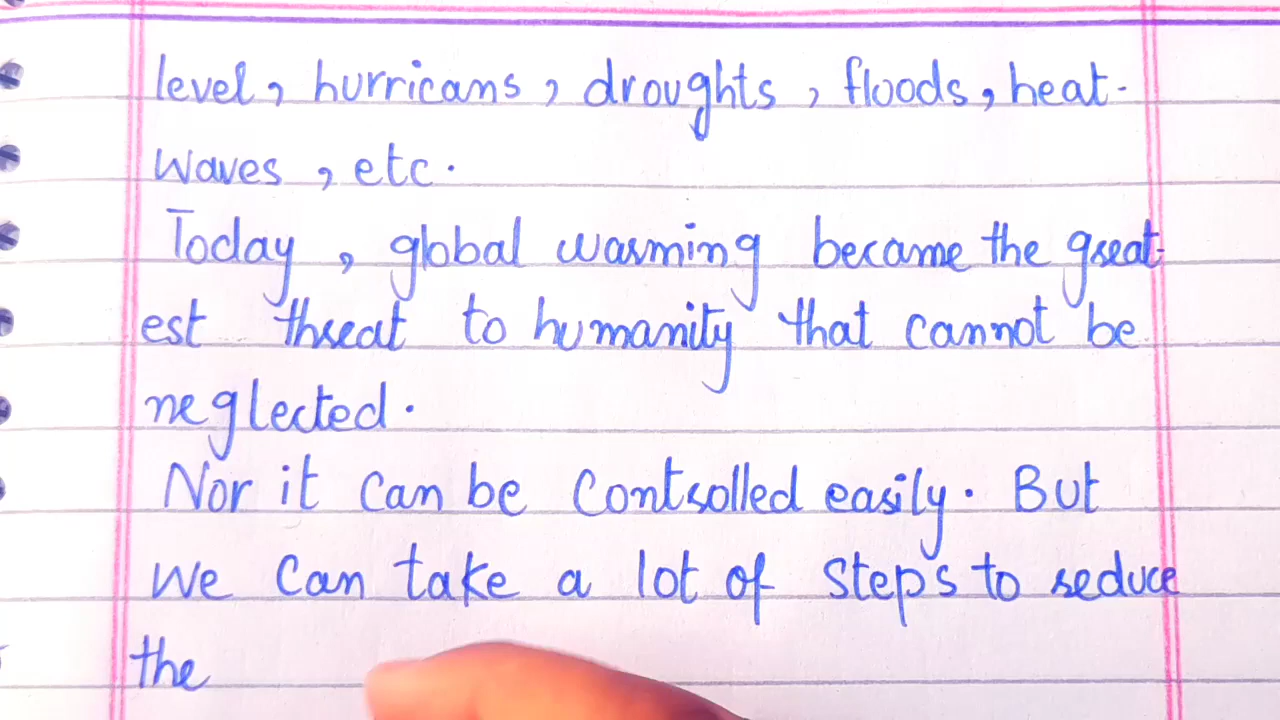 level, hurricans, droughts, floods, heat-
waves, etc.
Today, global warming became the great-
est threat to humanity that cannot be
neglected.
Nor it can be controlled easily. But
we can take a lot of steps to reduce
the